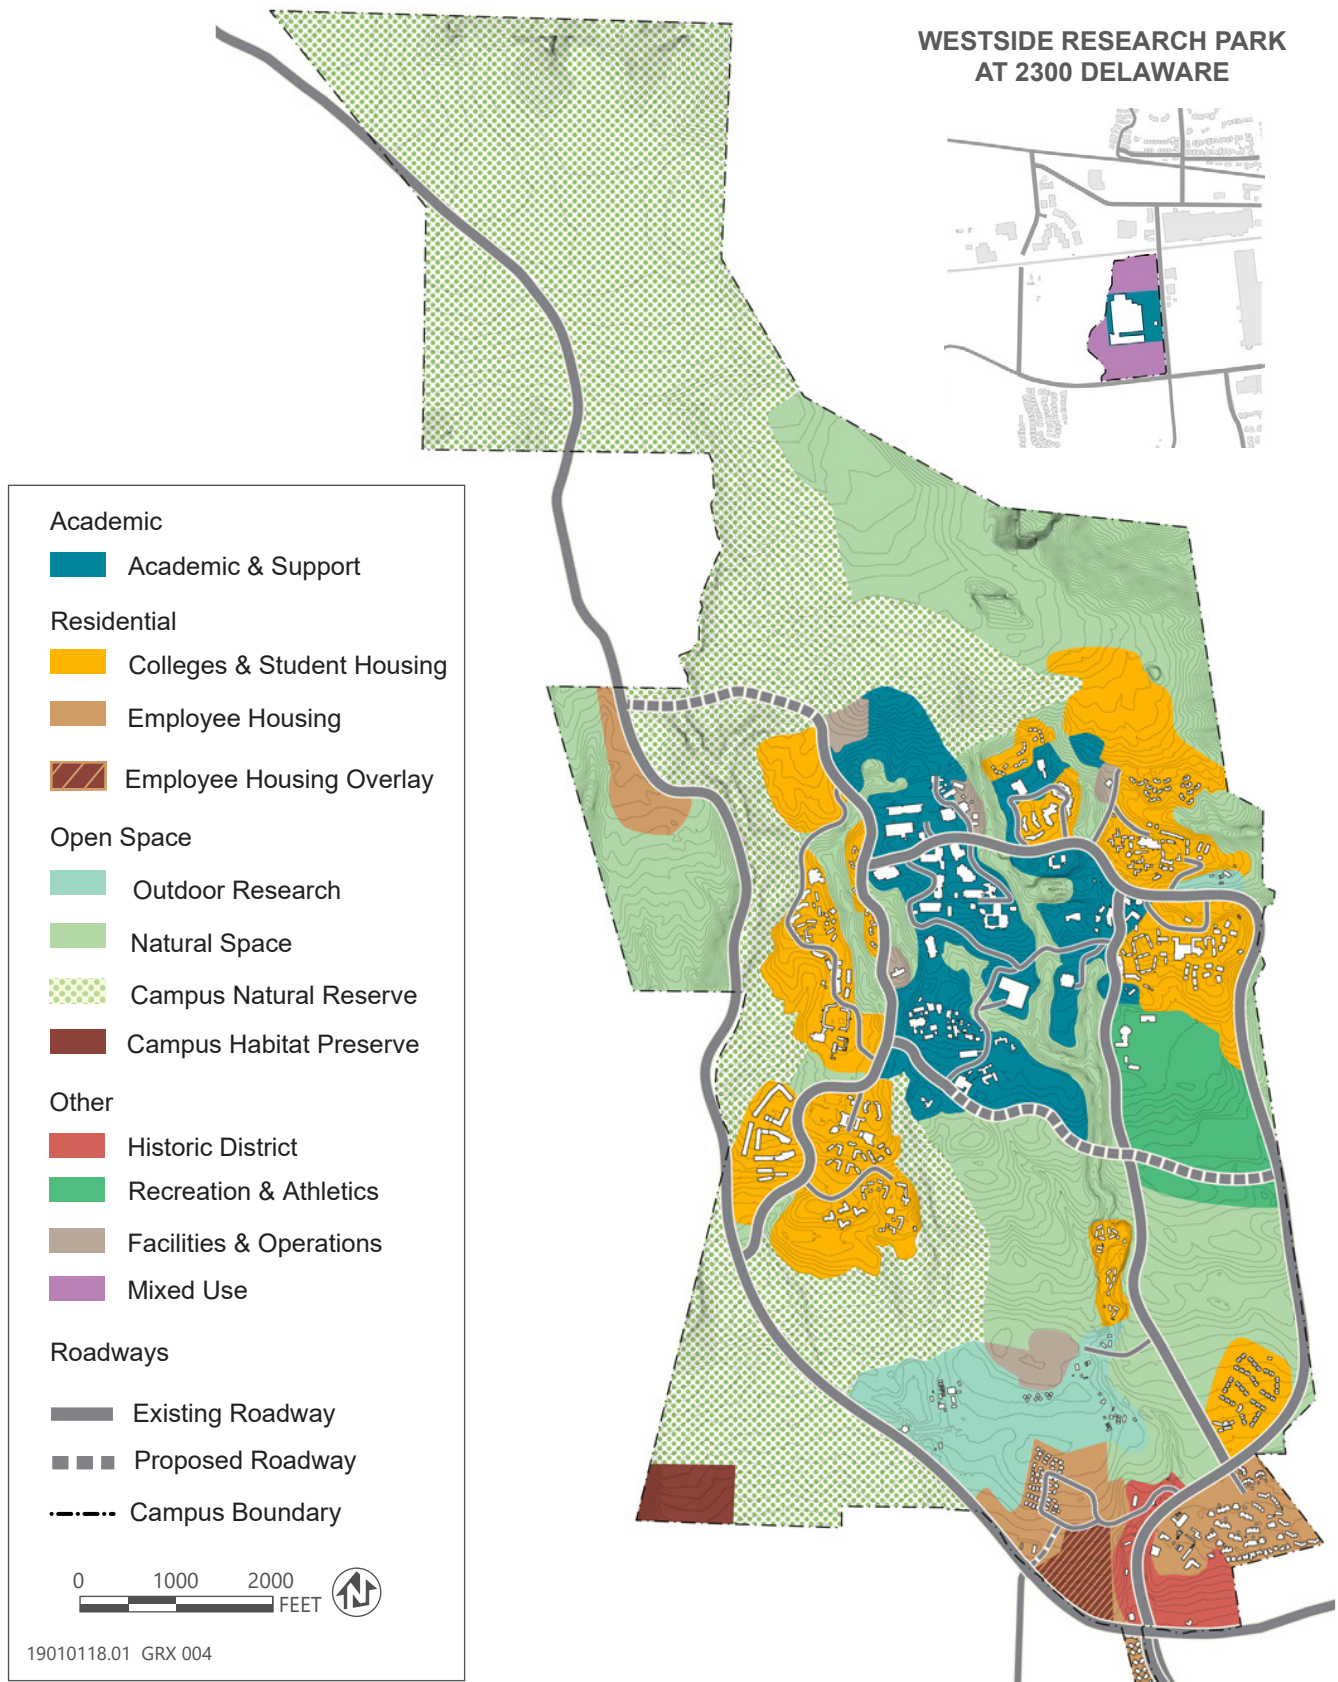 WESTSIDE RESEARCH PARK
AT 2300 DELAWARE
Academic
Academic & Support
Residential
Colleges & Student Housing
Employee Housing
Employee Housing Overlay
Open Space
Outdoor Research
Natural Space
Campus Natural Reserve
Campus Habitat Preserve
Other
Historic District
Recreation & Athletics
Facilities & Operations
Mixed Use
Roadways
Existing Roadway
Proposed Roadway
Campus Boundary
0 1000 2000
FEET
N
19010118.01 GRX 004